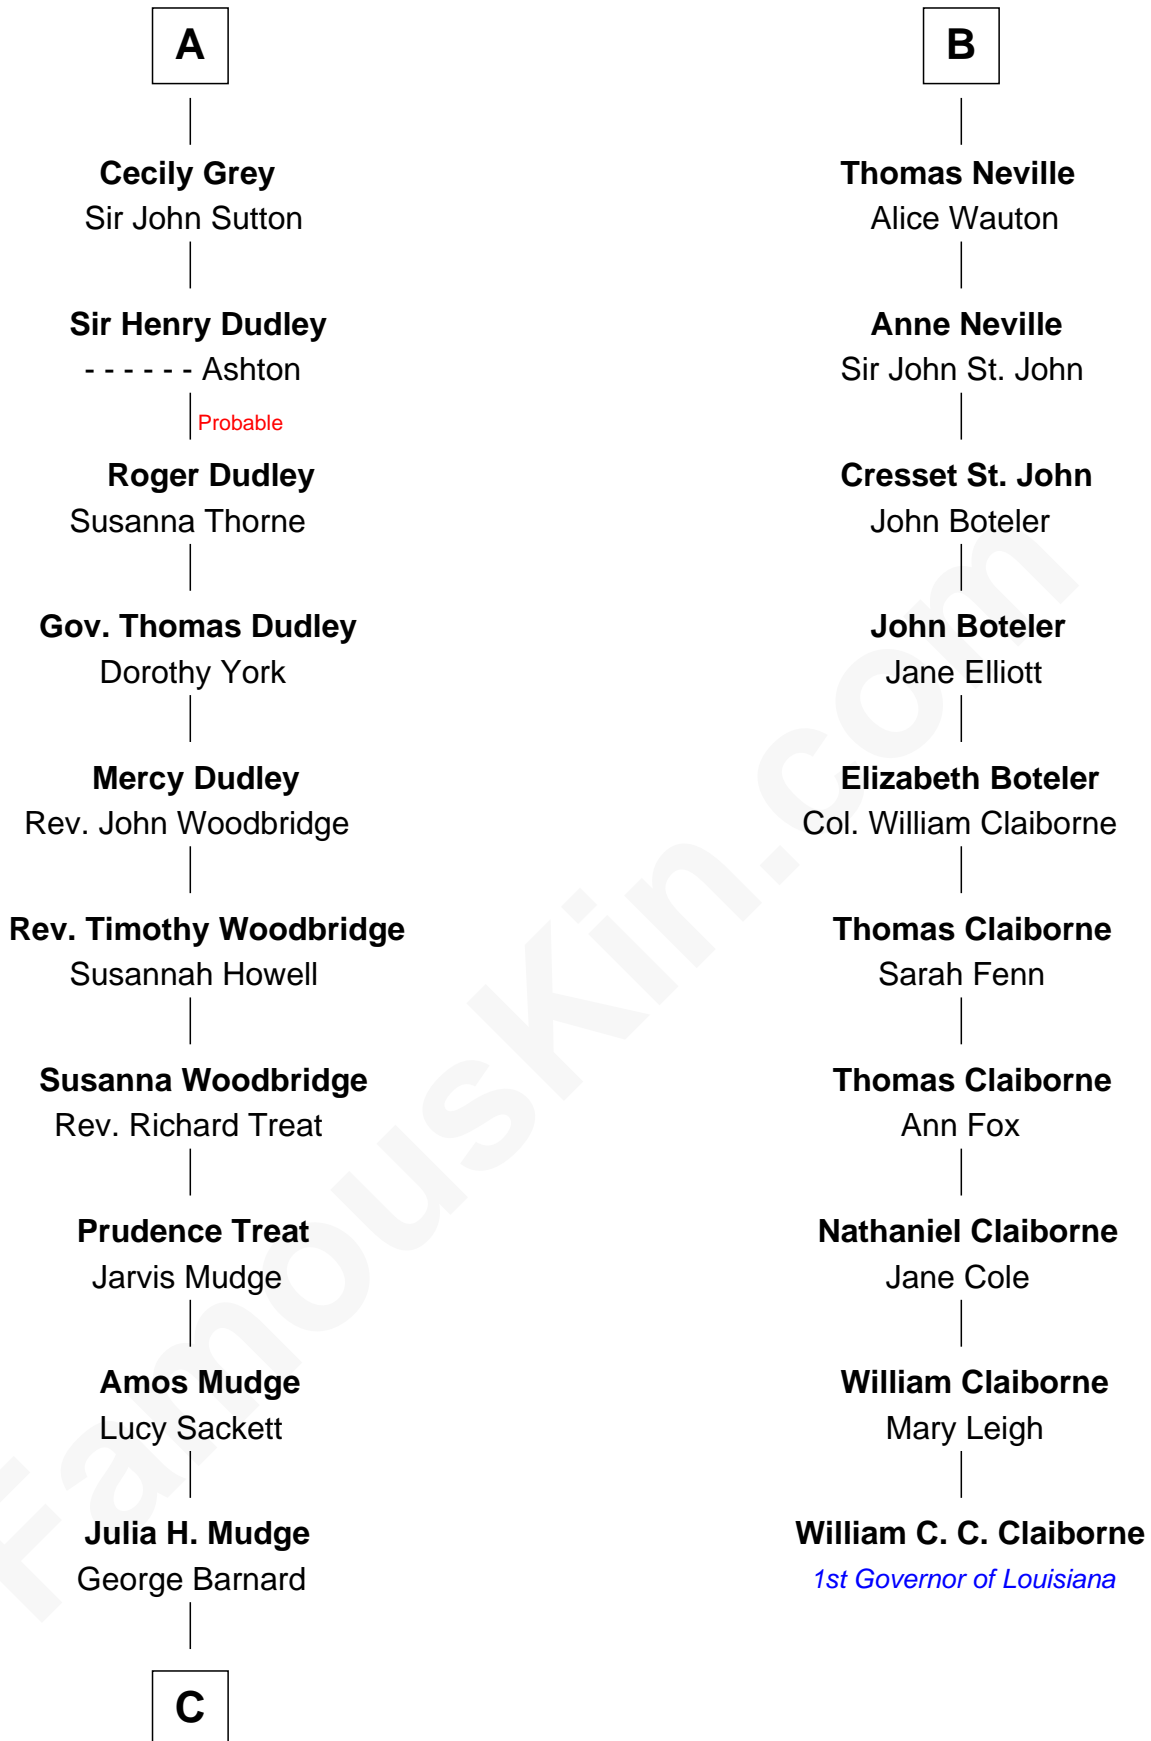 A
Cecily Grey
Sir John Sutton
Sir Henry Dudley
- - - - - - Ashton
Probable
Roger Dudley
Susanna Thorne
Gov. Thomas Dudley
Dorothy York
Mercy Dudley
Rev. John Woodbridge
Rev. Timothy Woodbridge
Susannah Howell
Susanna Woodbridge
Rev. Richard Treat
Prudence Treat
Jarvis Mudge
Amos Mudge
Lucy Sackett
Julia H. Mudge
George Barnard
C
B
Thomas Neville
Alice Wauton
Anne Neville
Sir John St. John
Cresset St. John
John Boteler
John Boteler
Jane Elliott
Elizabeth Boteler
Col. William Claiborne
Thomas Claiborne
Sarah Fenn
Thomas Claiborne
Ann Fox
Nathaniel Claiborne
Jane Cole
William Claiborne
Mary Leigh
William C. C. Claiborne
1st Governor of Louisiana
FamousKin.com